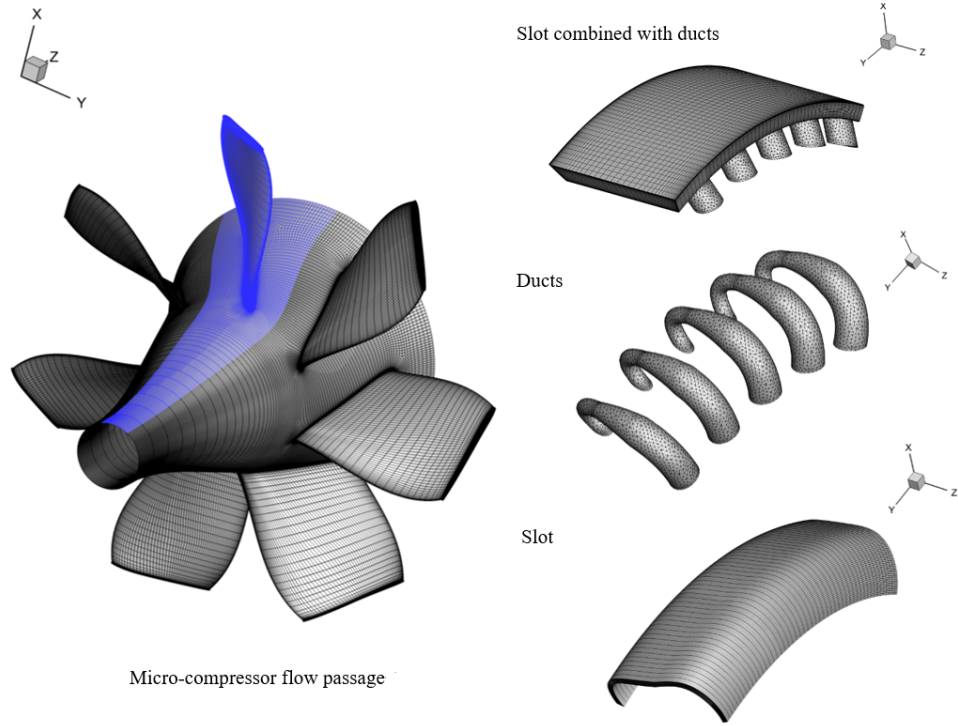 X
Z
Y
Micro-compressor flow passage
Slot combined with ducts
X
Z
Y
Ducts
X
Z
Y
Slot
X
Z
Y